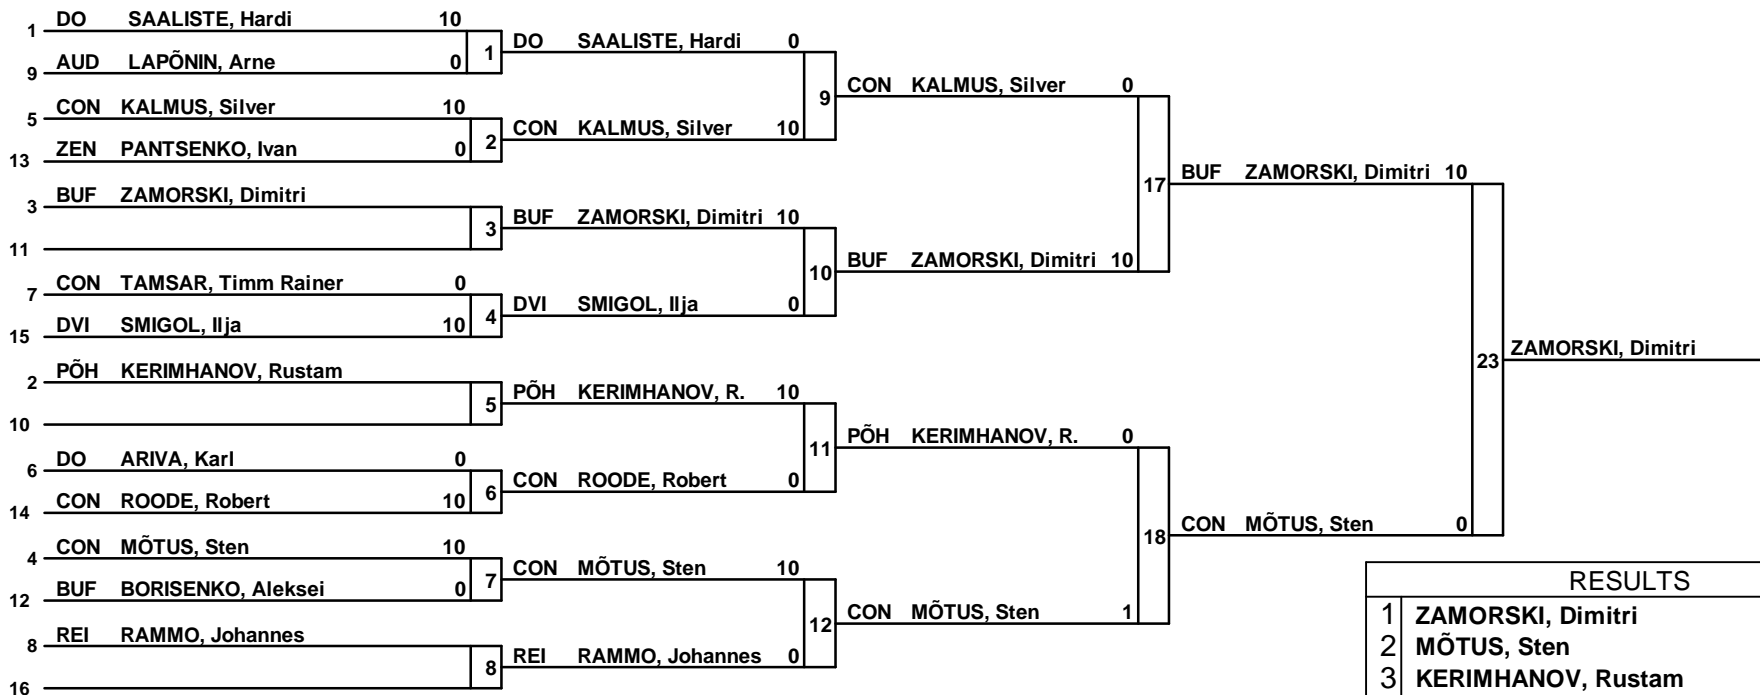 DO SAALISTE, Hardi 10
1
AUD LAPÕNIN, Arne 0
9
1
DO SAALISTE, Hardi 0
CON KALMUS, Silver 10
5
ZEN PANTSENKO, Ivan 0
13
2
CON KALMUS, Silver 10
9
CON KALMUS, Silver 0
BUF ZAMORSKI, Dimitri
3
11
3
BUF ZAMORSKI, Dimitri 10
CON TAMSAR, Timm Rainer 0
7
DVI SMIGOL, Ilja 10
15
4
DVI SMIGOL, Ilja 0
10
BUF ZAMORSKI, Dimitri 10
17
BUF ZAMORSKI, Dimitri 10
PÕH KERIMHANOV, Rustam
2
10
5
PÕH KERIMHANOV, R. 10
DO ARIVA, Karl 0
6
CON ROODE, Robert 10
14
6
CON ROODE, Robert 0
11
PÕH KERIMHANOV, R. 0
CON MÕTUS, Sten 10
4
BUF BORISENKO, Aleksei 0
12
7
CON MÕTUS, Sten 10
REI RAMMO, Johannes
8
16
8
REI RAMMO, Johannes 0
12
CON MÕTUS, Sten 1
18
CON MÕTUS, Sten 0
23
ZAMORSKI, Dimitri
RESULTS
1 ZAMORSKI, Dimitri
2 MÕTUS, Sten
3 KERIMHANOV, Rustam